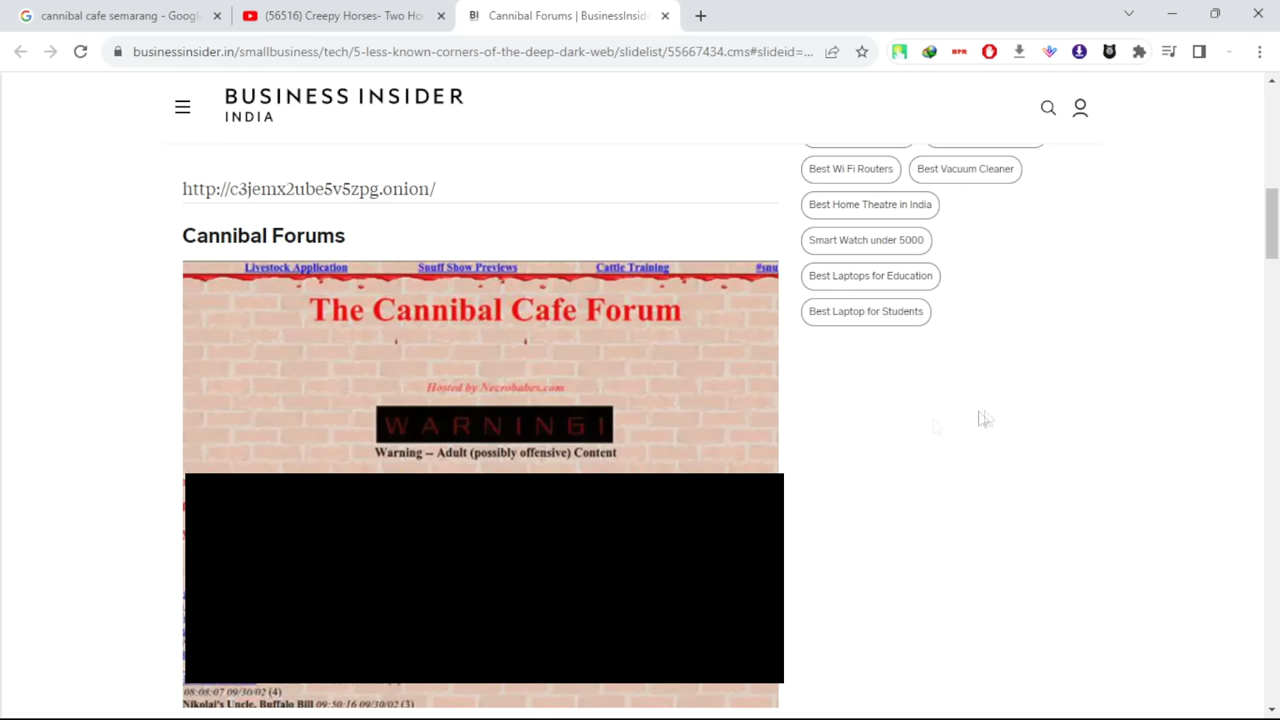 cannibal cafe semarang - Googl
(56516) Creepy Horses- Two Ho
BI
Cannibal Forums | BusinessInsid
businessinsider.in/smallbusiness/tech/5-less-known-corners-of-the-deep-dark-web/slidelist/55667434.cms#slideid=...
BUSINESS INSIDER
INDIA
http://c3jemx2ube5v5zpg.onion/
Cannibal Forums
Livestock Application
Snuff Show Previews
Cattle Training
#snu
The Cannibal Cafe Forum
Hosted by Necrobabes.com
WARNING!
Warning -- Adult (possibly offensive) Content
08:08:07 09/30/02 (4)
Nikolai's Uncle, Buffalo Bill 09:50:16 09/30/02 (3)
Best Wi Fi Routers
Best Vacuum Cleaner
Best Home Theatre in India
Smart Watch under 5000
Best Laptops for Education
Best Laptop for Students